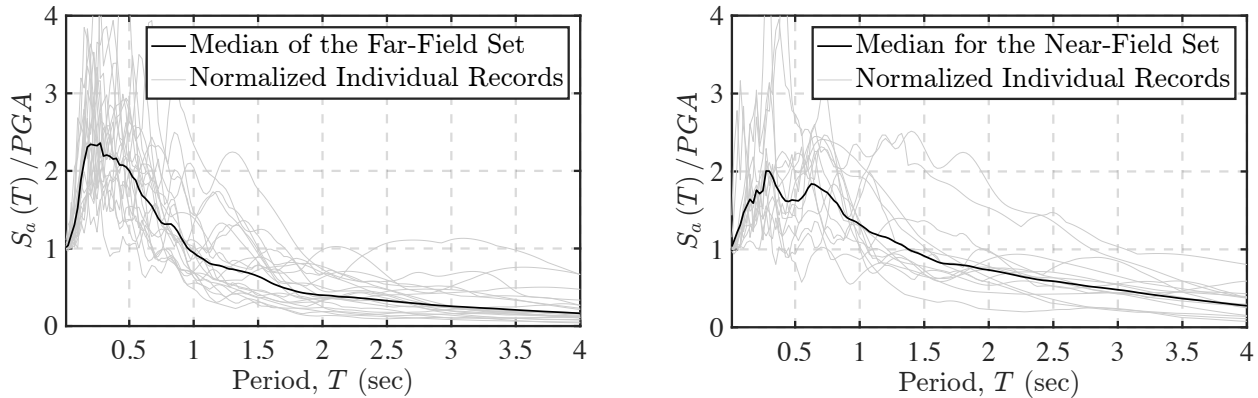 4
3
2
1
0
S_a (T) /PGA
Median of the Far-Field Set
Normalized Individual Records
0.5 1 1.5 2 2.5 3 3.5 4
Period, T (sec)
4
3
2
1
0
S_a (T) /PGA
Median for the Near-Field Set
Normalized Individual Records
0.5 1 1.5 2 2.5 3 3.5 4
Period, T (sec)